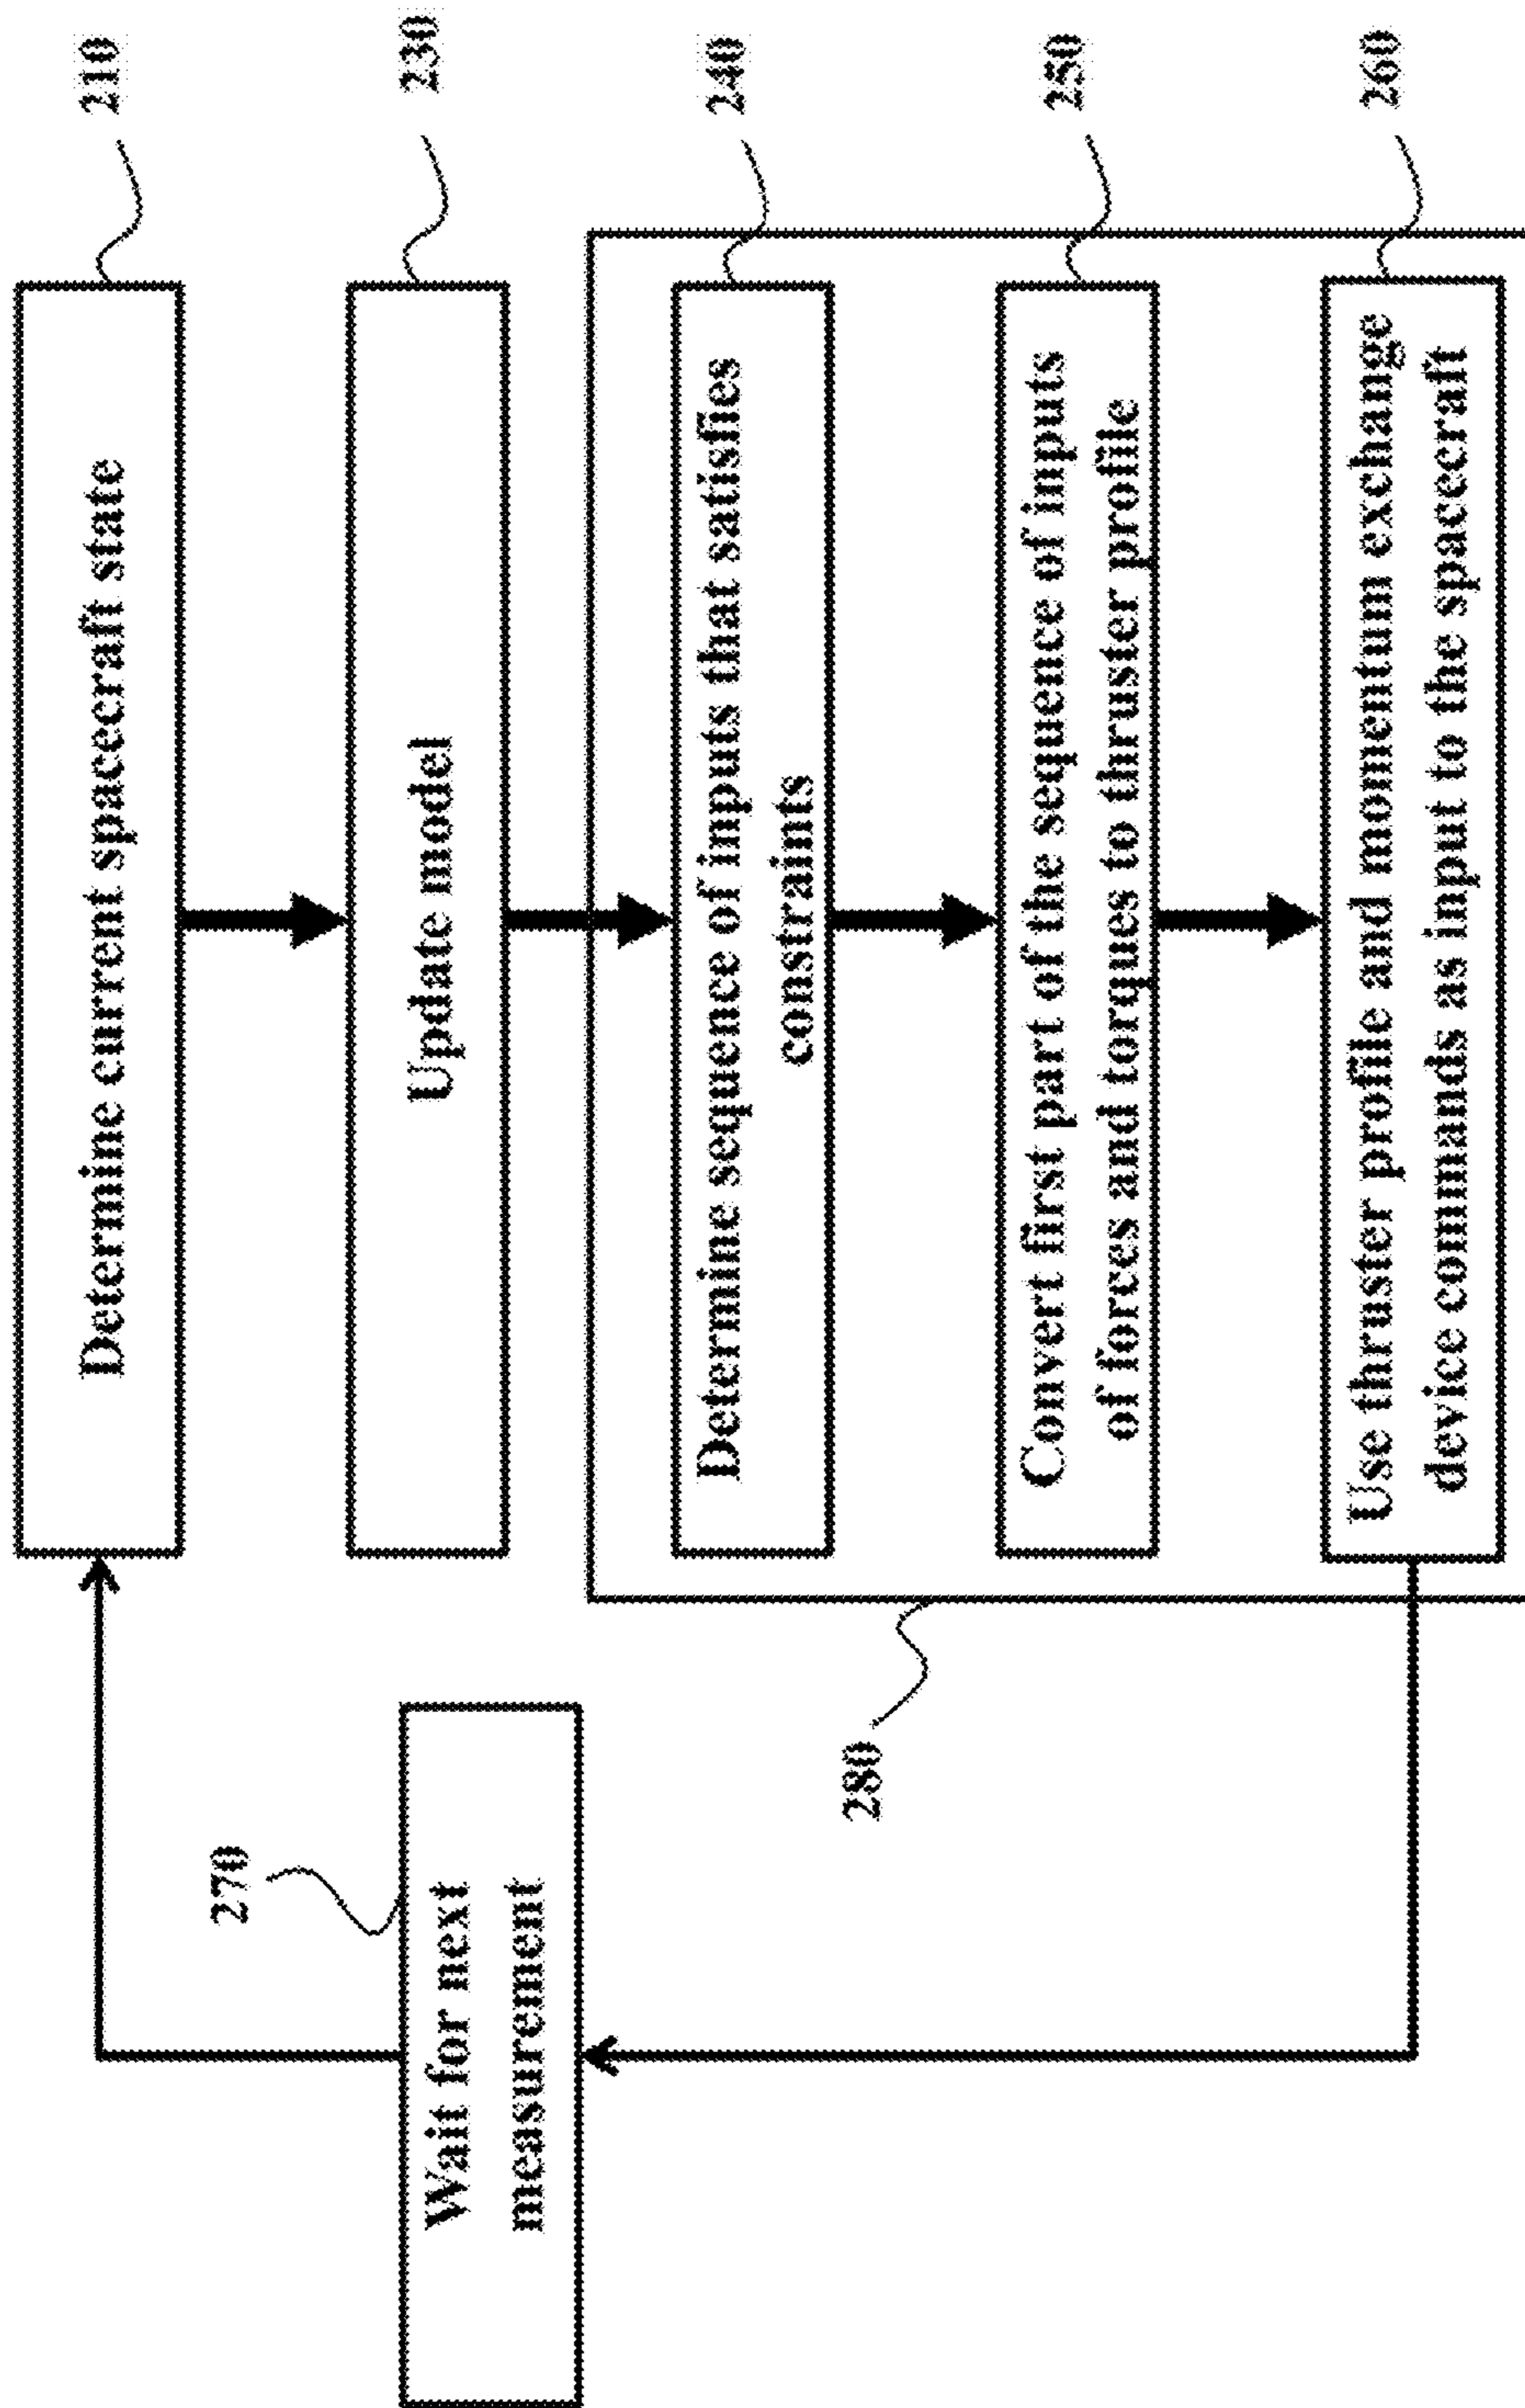 210
Determine current spacecraft state
230
Update model
240
Determine sequence of inputs that satisfies
constraints
250
Convert first part of the sequence of inputs
of forces and torques to thruster profile
260
Use thruster profile and momentum exchange
device commands as input to the spacecraft
270
Wait for next
measurement
280